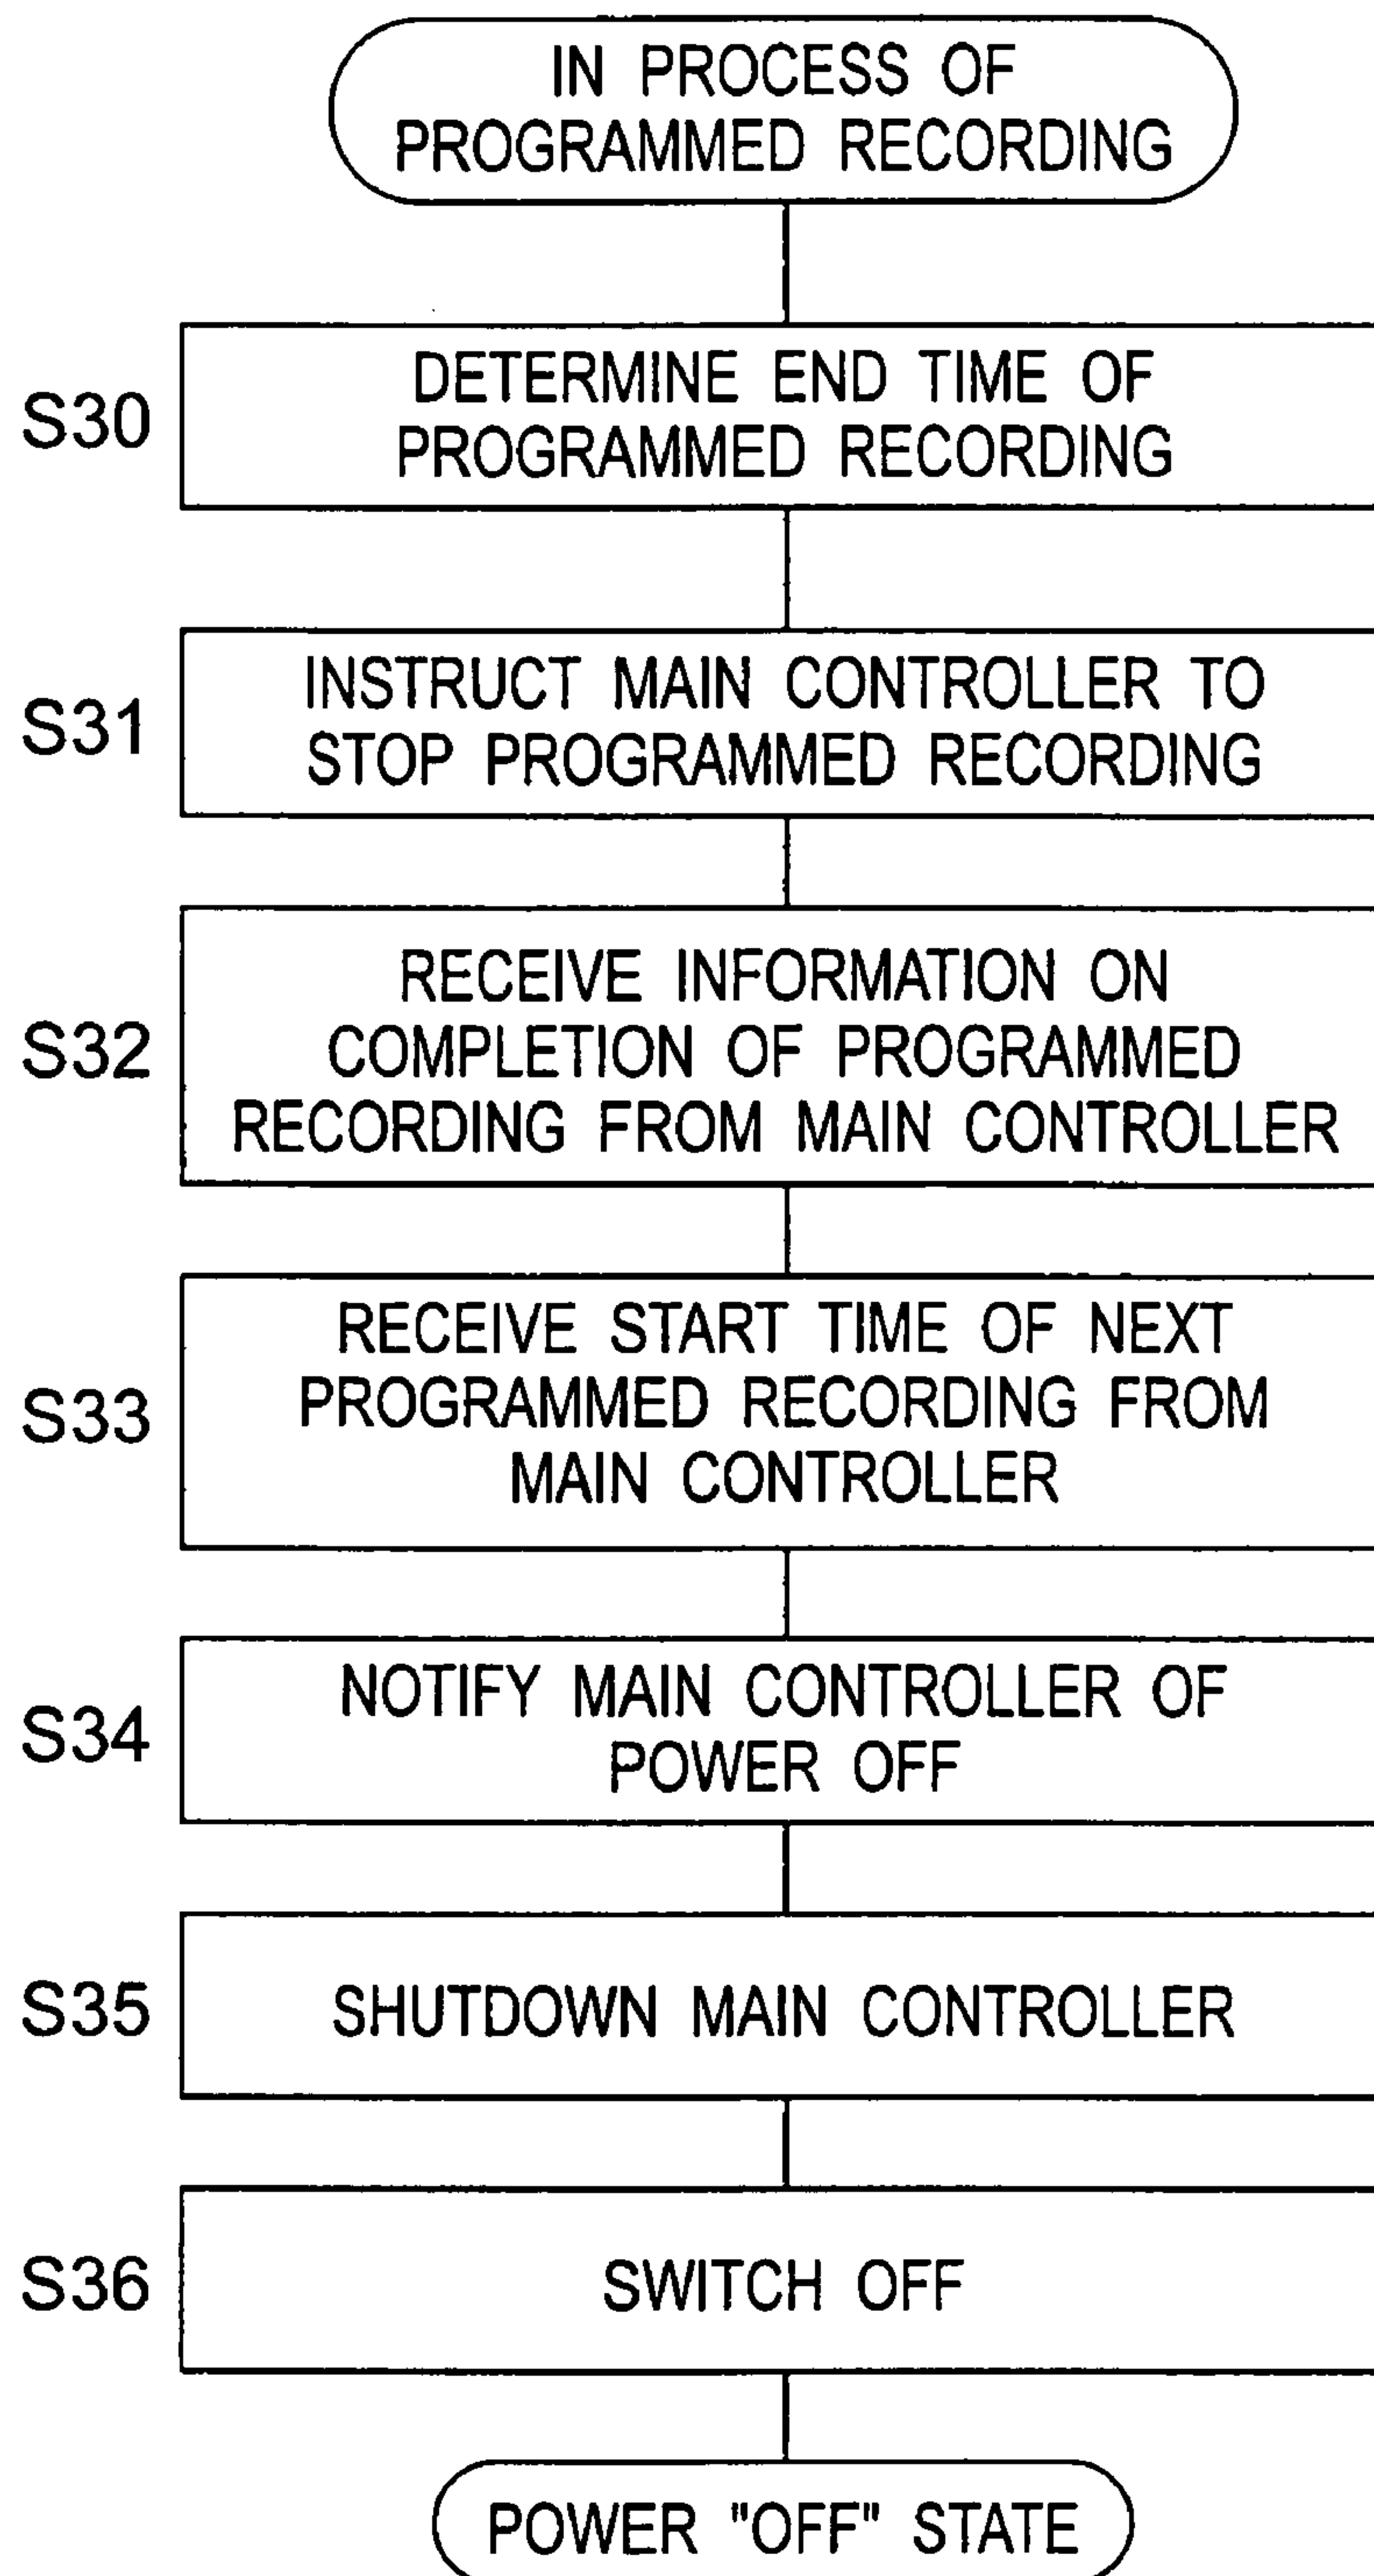 IN PROCESS OF
PROGRAMMED RECORDING
S30
DETERMINE END TIME OF
PROGRAMMED RECORDING
S31
INSTRUCT MAIN CONTROLLER TO
STOP PROGRAMMED RECORDING
S32
RECEIVE INFORMATION ON
COMPLETION OF PROGRAMMED
RECORDING FROM MAIN CONTROLLER
S33
RECEIVE START TIME OF NEXT
PROGRAMMED RECORDING FROM
MAIN CONTROLLER
S34
NOTIFY MAIN CONTROLLER OF
POWER OFF
S35
SHUTDOWN MAIN CONTROLLER
S36
SWITCH OFF
POWER "OFF" STATE